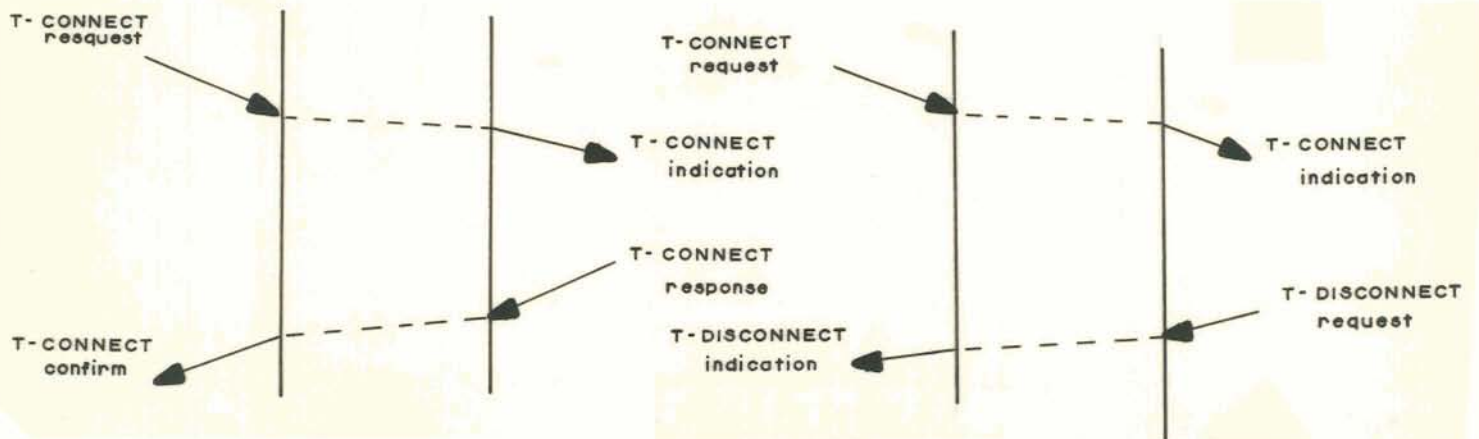 T- CONNECT
resquest
T- CONNECT
indication
T- CONNECT
response
T-CONNECT
confirm
T-CONNECT
request
T- CONNECT
indication
T- DISCONNECT
request
T-DISCONNECT
indication